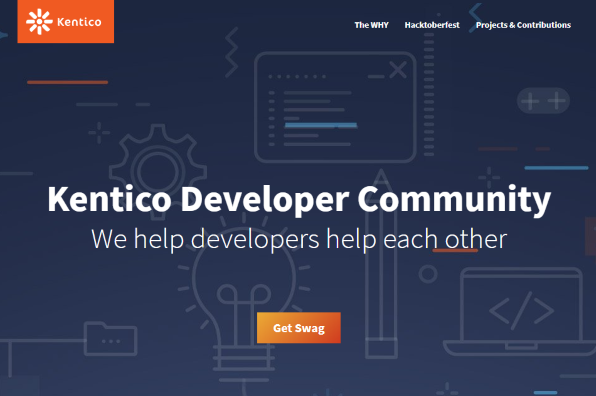 Kentico
The WHY
Hacktoberfest
Projects & Contributions
Kentico Developer Community
We help developers help each other
Get Swag